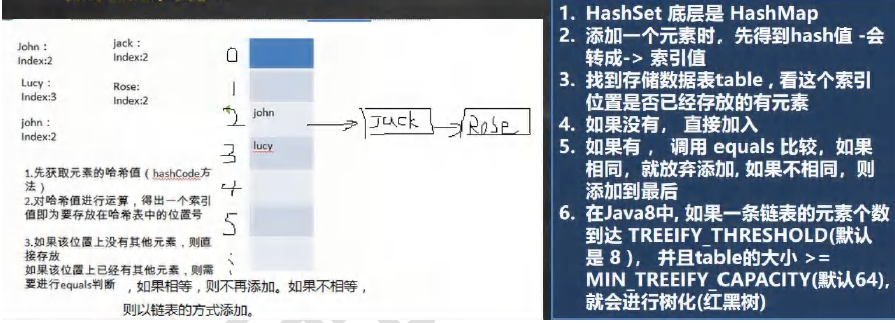 John：
Index:2
jack：
Index:2
Lucy：
Index:3
Rose:
Index:2
john：
Index:2
0
1
2
3
4
5
john
lucy
Jack
Rose
1.先获取元素的哈希值（hashCode方
法）
2.对哈希值进行运算，得出一个索引
值即为要存放在哈希表中的位置号
3.如果该位置上没有其他元素，则直
接存放
如果该位置上已经有其他元素，则需
要进行equals判断 ，如果相等，则不再添加。如果不相等，
则以链表的方式添加。
1. HashSet 底层是 HashMap
2. 添加一个元素时，先得到hash值 -会
转成-> 索引值
3. 找到存储数据表table，看这个索引
位置是否已经存放的有元素
4. 如果没有，直接加入
5. 如果有 ，调用 equals 比较，如果
相同，就放弃添加, 如果不相同，则
添加到最后
6. 在Java8中, 如果一条链表的元素个数
到达 TREEIFY_THRESHOLD(默认
是 8 )，并且table的大小 >=
MIN_TREEIFY_CAPACITY(默认64),
就会进行树化(红黑树)